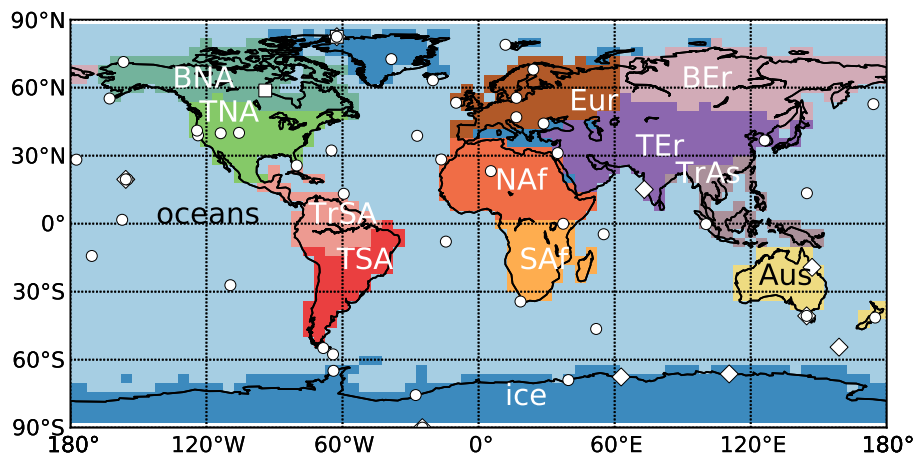 90°N
60°N
30°N
0°
30°S
60°S
90°S
BNA
BEr
TNA
Eur
TEr
NAf
TrAs
oceans
TrSA
TSA
SAf
Aus
ice
180° 120°W 60°W 0° 60°E 120°E 180°